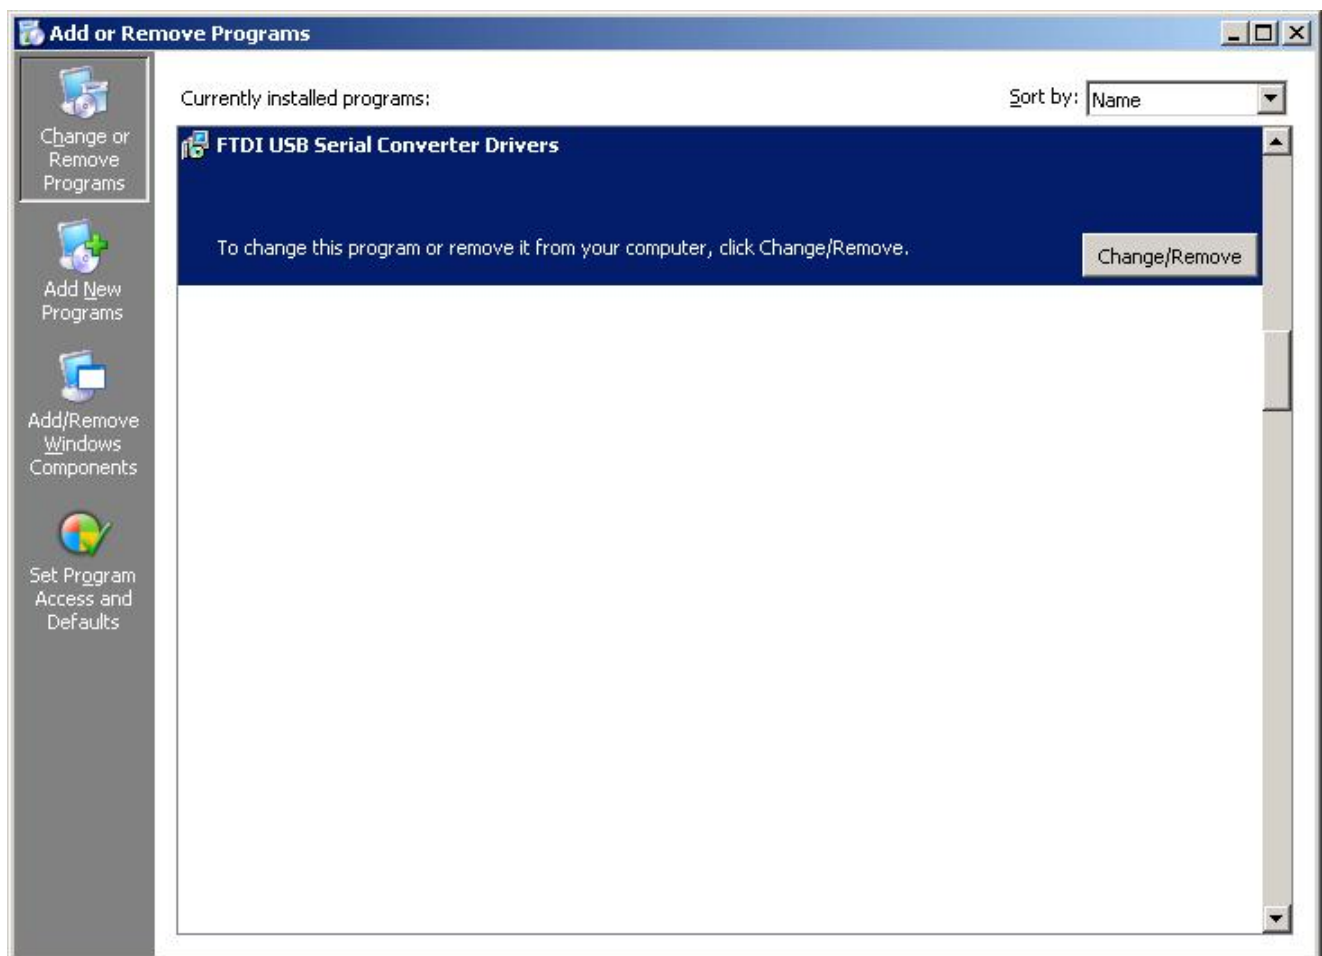 Add or Remove Programs
Change or
Remove
Programs
Add New
Programs
Add/Remove
Windows
Components
Set Program
Access and
Defaults
Currently installed programs:
Sort by: Name
FTDI USB Serial Converter Drivers
To change this program or remove it from your computer, click Change/Remove.
Change/Remove